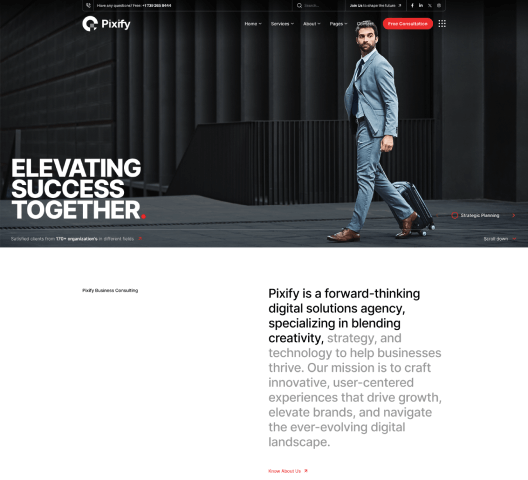 Have any questions? Free: +1 735 265 8444
Search...
Join Us to shape the future
Pixify
Home
Services
About
Pages
Contact
Free Consultation
ELEVATING
SUCCESS
TOGETHER.
Strategic Planning
Satisfied clients from 170+ organization's in different fields
Scroll down
Pixify Business Consulting
Pixify is a forward-thinking
digital solutions agency,
specializing in blending
creativity, strategy, and
technology to help businesses
thrive. Our mission is to craft
innovative, user-centered
experiences that drive growth,
elevate brands, and navigate
the ever-evolving digital
landscape.
Know About Us